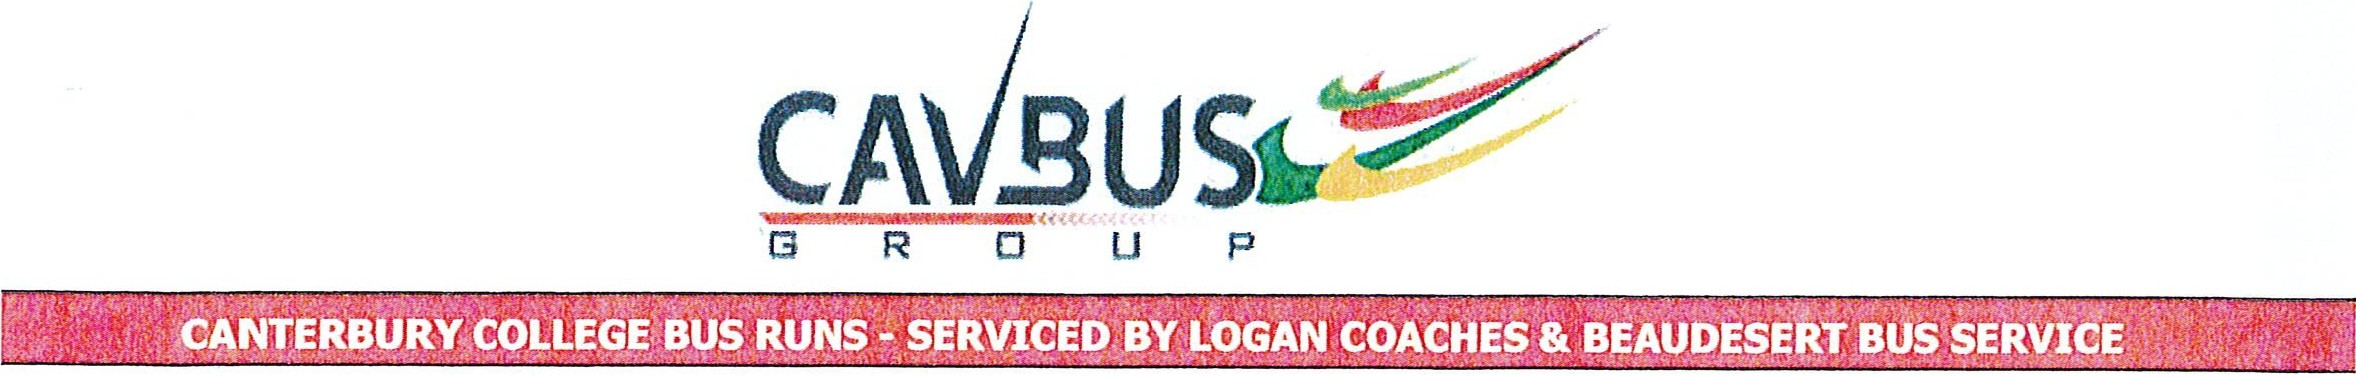 CAVBUS
GROUP
CANTERBURY COLLEGE BUS RUNS - SERVICED BY LOGAN COACHES & BEAUDESERT BUS SERVICE